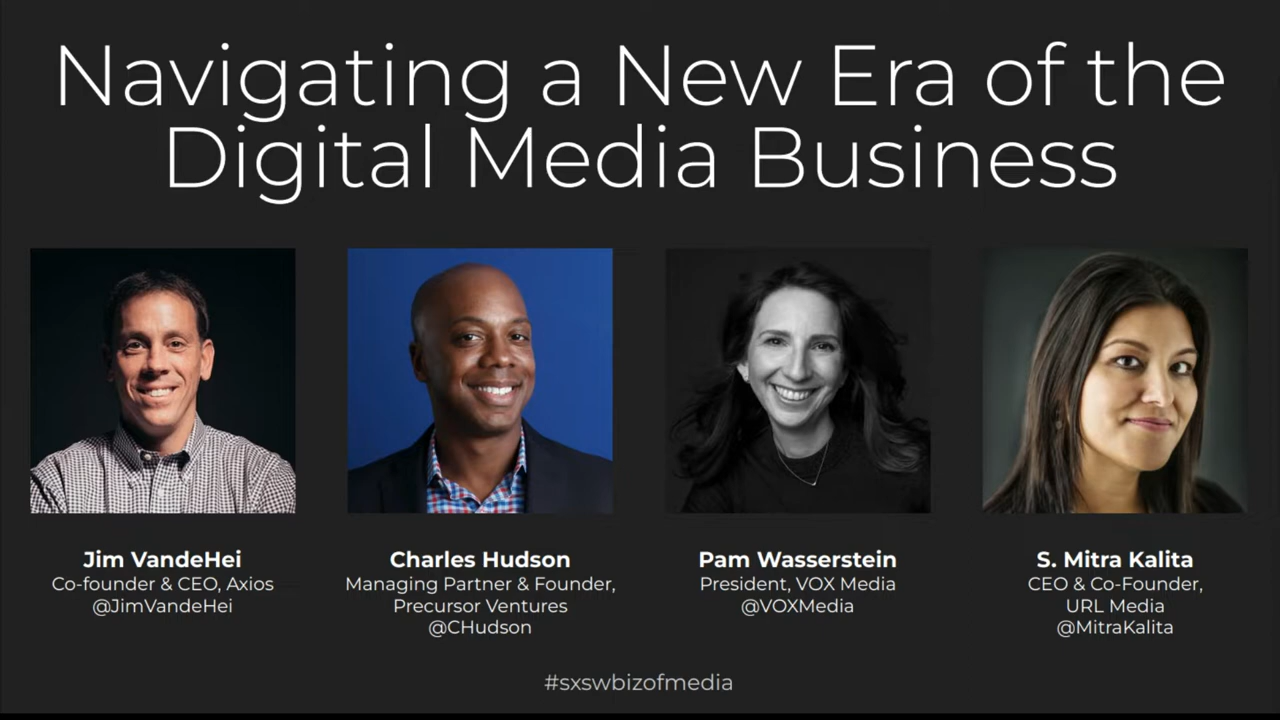 Navigating a New Era of the
Digital Media Business
Jim VandeHei
Co-founder & CEO, Axios
@JimVandeHei
Charles Hudson
Managing Partner & Founder,
Precursor Ventures
@CHudson
Pam Wasserstein
President, VOX Media
@VOXMedia
S. Mitra Kalita
CEO & Co-Founder,
URL Media
@MitraKalita
#sxswbizofmedia